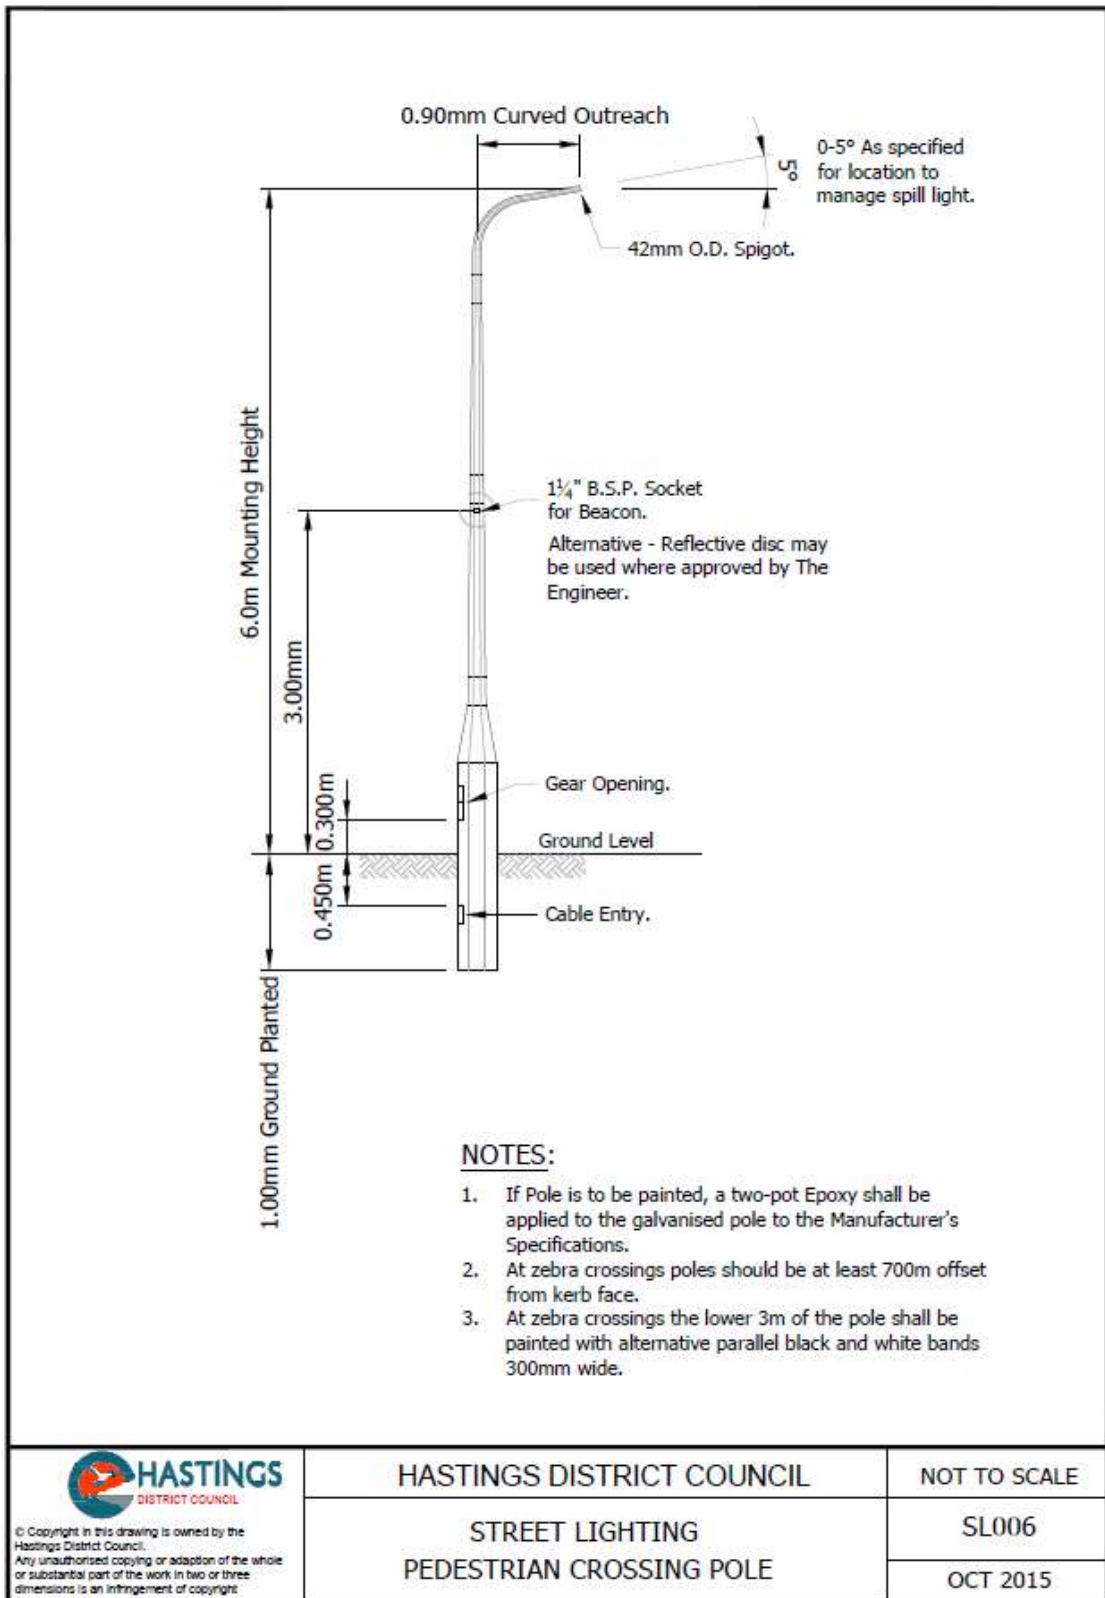 0.90mm Curved Outreach
5°
0-5° As specified
for location to
manage spill light.
42mm O.D. Spigot.
6.0m Mounting Height
1¼" B.S.P. Socket
for Beacon.
Alternative - Reflective disc may
be used where approved by The
Engineer.
3.00mm
0.300m
Gear Opening.
Ground Level
0.450m
Cable Entry.
1.00mm Ground Planted
NOTES:
1. If Pole is to be painted, a two-pot Epoxy shall be
applied to the galvanised pole to the Manufacturer's
Specifications.
2. At zebra crossings poles should be at least 700m offset
from kerb face.
3. At zebra crossings the lower 3m of the pole shall be
painted with alternative parallel black and white bands
300mm wide.
HASTINGS
DISTRICT COUNCIL
© Copyright in this drawing is owned by the
Hastings District Council.
Any unauthorised copying or adaption of the whole
or substantial part of the work in two or three
dimensions is an infringement of copyright
HASTINGS DISTRICT COUNCIL
STREET LIGHTING
PEDESTRIAN CROSSING POLE
NOT TO SCALE
SL006
OCT 2015